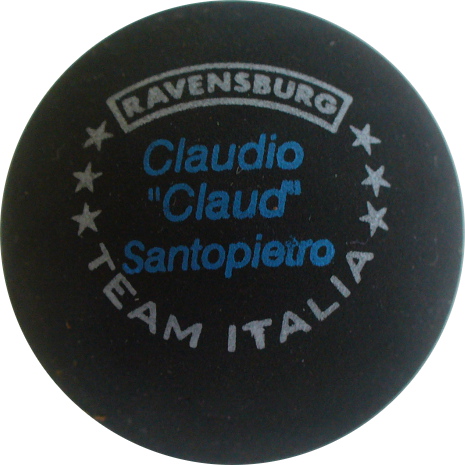 RAVENSBURG
Claudio
"Claud"
Santopietro
TEAM ITALIA